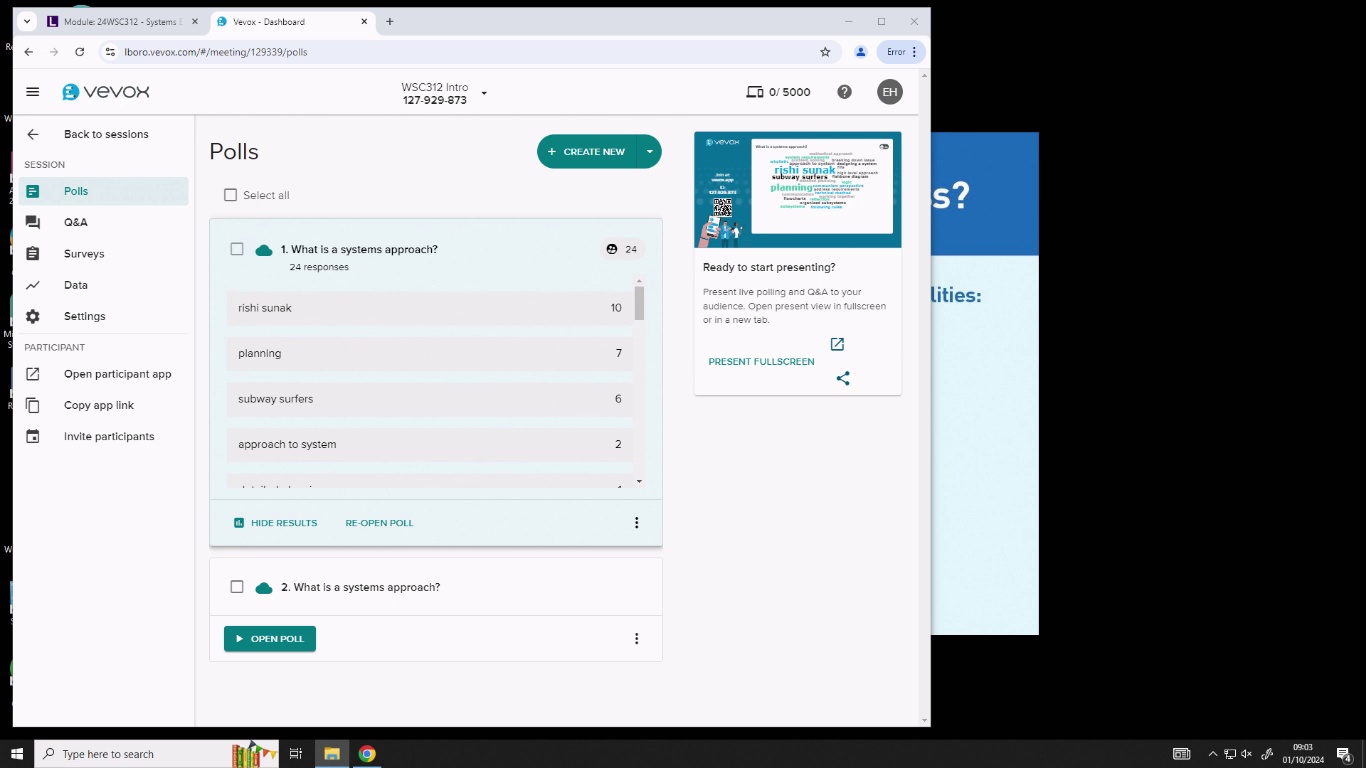 Module: 24WSC312 - Systems
Vevox - Dashboard
lboro.vevox.com/#/meeting/129339/polls
Error
vevox
WSC312 Intro
127-929-873
0/ 5000
EH
Back to sessions
SESSION
Polls
Q&A
Surveys
Data
Settings
PARTICIPANT
Open participant app
Copy app link
Invite participants
Polls
CREATE NEW
Select all
1. What is a systems approach?
24
24 responses
rishi sunak 10
planning 7
subway surfers 6
approach to system 2
HIDE RESULTS
RE-OPEN POLL
2. What is a systems approach?
OPEN POLL
vevox
What is a systems approach?
rishi sunak
subway surfers
planning
Ready to start presenting?
Present live polling and Q&A to your
audience. Open present view in fullscreen
or in a new tab.
PRESENT FULLSCREEN
s?
lities:
Type here to search
09:03
01/10/2024
4